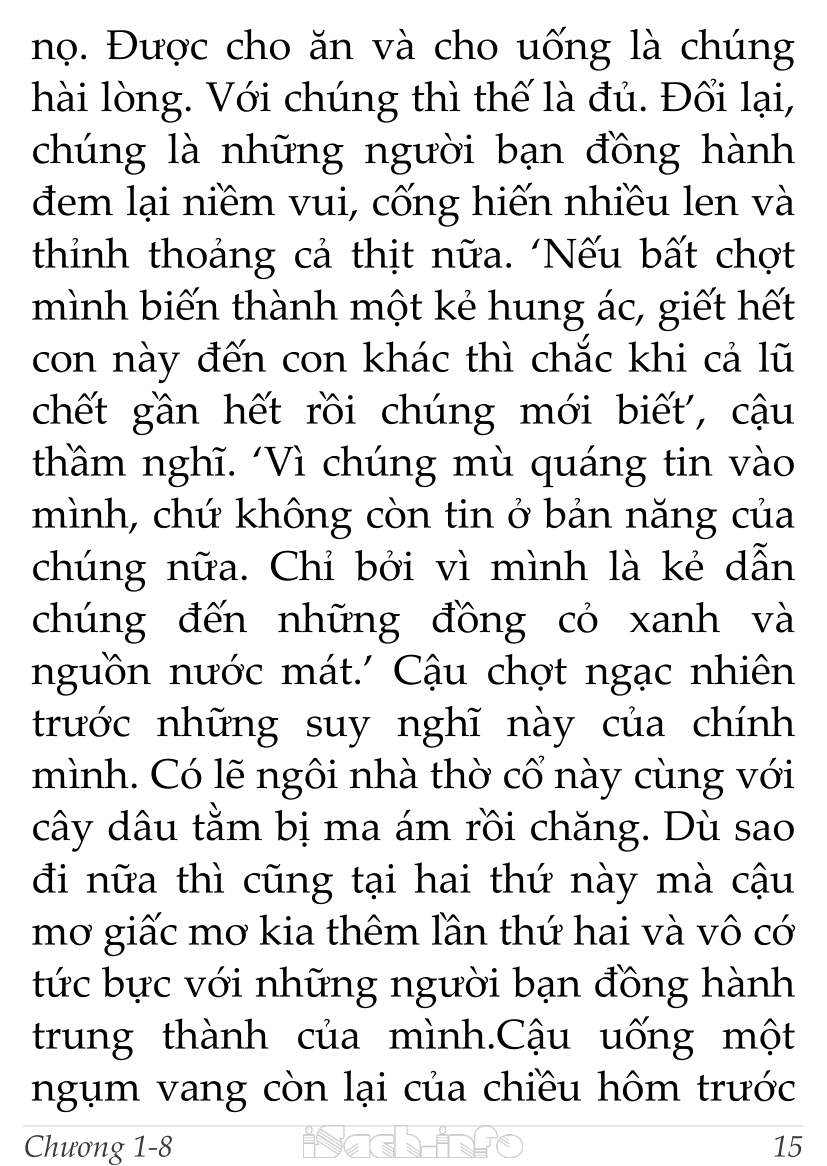 nọ. Được cho ăn và cho uống là chúng
hài lòng. Với chúng thì thế là đủ. Đổi lại,
chúng là những người bạn đồng hành
đem lại niềm vui, cống hiến nhiều len và
thỉnh thoảng cả thịt nữa. ‘Nếu bất chợt
mình biến thành một kẻ hung ác, giết hết
con này đến con khác thì chắc khi cả lũ
chết gần hết rồi chúng mới biết’, cậu
thầm nghĩ. ‘Vì chúng mù quáng tin vào
mình, chứ không còn tin ở bản năng của
chúng nữa. Chỉ bởi vì mình là kẻ dẫn
chúng đến những đồng cỏ xanh và
nguồn nước mát.’ Cậu chợt ngạc nhiên
trước những suy nghĩ này của chính
mình. Có lẽ ngôi nhà thờ cổ này cùng với
cây dâu tằm bị ma ám rồi chăng. Dù sao
đi nữa thì cũng tại hai thứ này mà cậu
mơ giấc mơ kia thêm lần thứ hai và vô cớ
tức bực với những người bạn đồng hành
trung thành của mình.Cậu uống một
ngụm vang còn lại của chiều hôm trước
Chương 1-8 iSach.info 15